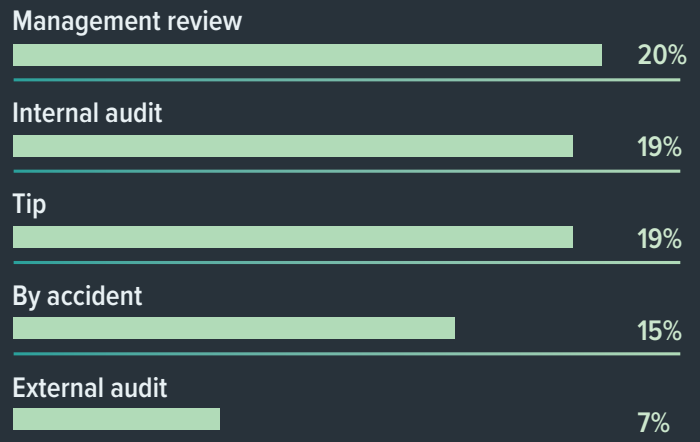 Management review
20%
Internal audit
19%
Tip
19%
By accident
15%
External audit
7%